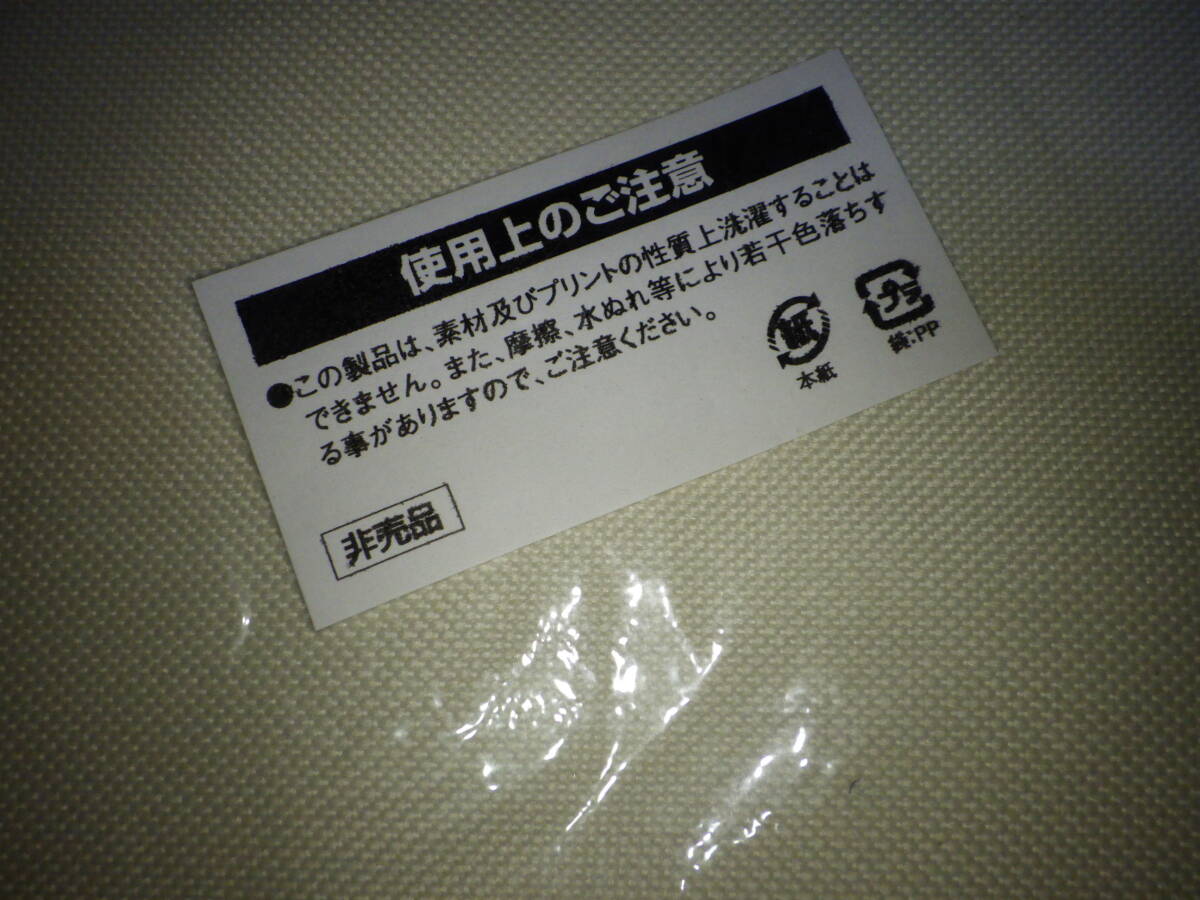 使用上のご注意
●この製品は、素材及びプリントの性質上洗濯することは
できません。また、摩擦、水ぬれ等により若干色落ちす
る事がありますので、ご注意ください。
紙
本紙
プラ
袋:PP
非売品